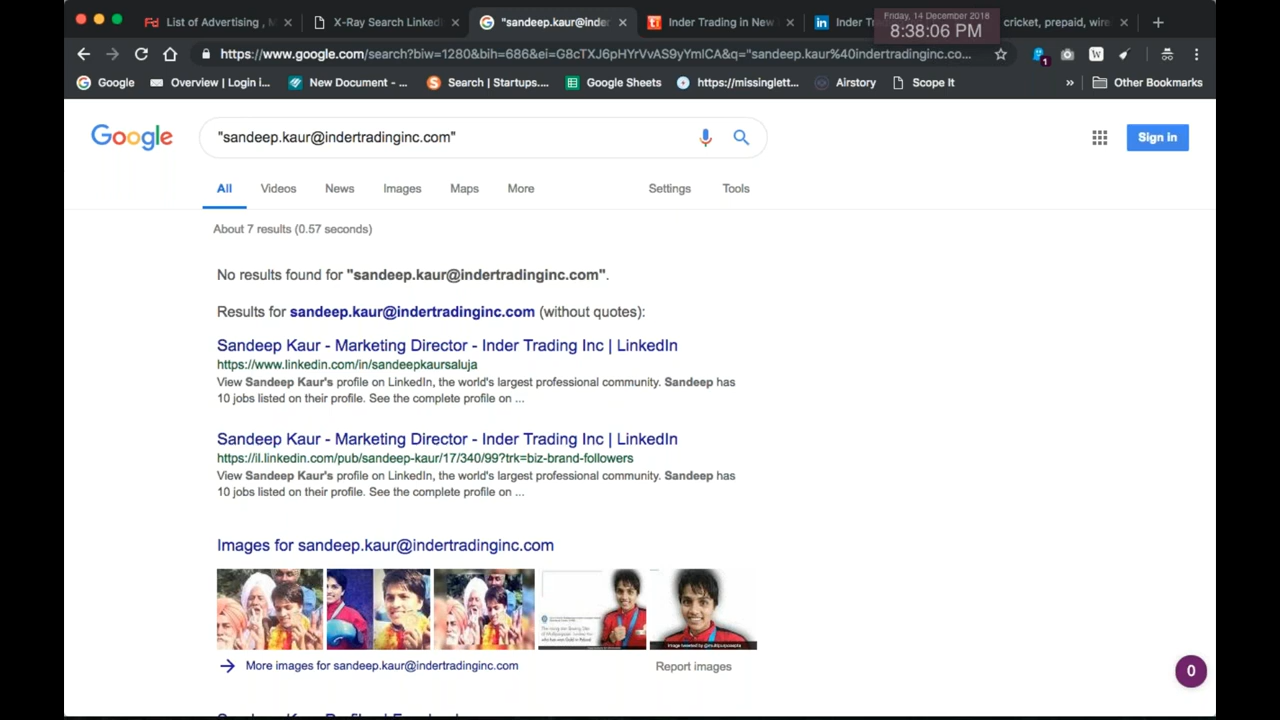 List of Advertising , M
X-Ray Search LinkedI
"sandeep.kaur@inde
Inder Trading in New
Inder Tr
Friday, 14 December 2018
8:38:06 PM
cricket, prepaid, wire
https://www.google.com/search?biw=1280&bih=686&ei=G8cTXJ6pHYrVvAS9yYmICA&q="sandeep.kaur%40indertradinginc.co...
1
Google
Overview | Login i...
New Document - ...
Search | Startups....
Google Sheets
https://missinglett...
Airstory
Scope It
»
Other Bookmarks
Google
"sandeep.kaur@indertradinginc.com"
Sign in
All
Videos
News
Images
Maps
More
Settings
Tools
About 7 results (0.57 seconds)
No results found for "sandeep.kaur@indertradinginc.com".
Results for sandeep.kaur@indertradinginc.com (without quotes):
Sandeep Kaur - Marketing Director - Inder Trading Inc | LinkedIn
https://www.linkedin.com/in/sandeepkaursaluja
View Sandeep Kaur's profile on LinkedIn, the world's largest professional community. Sandeep has
10 jobs listed on their profile. See the complete profile on ...
Sandeep Kaur - Marketing Director - Inder Trading Inc | LinkedIn
https://il.linkedin.com/pub/sandeep-kaur/17/340/99?trk=biz-brand-followers
View Sandeep Kaur's profile on LinkedIn, the world's largest professional community. Sandeep has
10 jobs listed on their profile. See the complete profile on ...
Images for sandeep.kaur@indertradinginc.com
More images for sandeep.kaur@indertradinginc.com
Report images
0